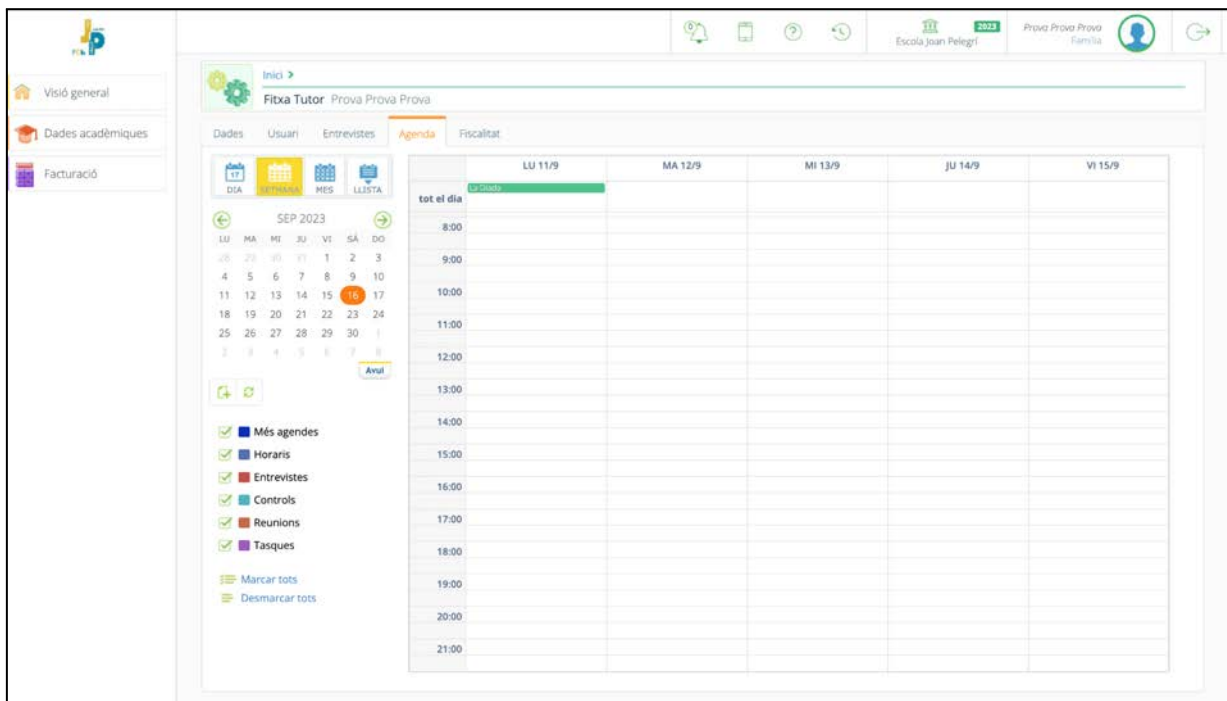 JP
0
2023
Escola Joan Pelegrí
Prova Prova Prova
Família
Visió general
Dades acadèmiques
Facturació
Inici >
Fitxa Tutor Prova Prova Prova
Dades Usuari Entrevistes Agenda Fiscalitat
17
DIA SETMANA MES LLISTA
SEP 2023
LU MA MI JU VI SÁ DO
28 29 30 31 1 2 3
4 5 6 7 8 9 10
11 12 13 14 15 16 17
18 19 20 21 22 23 24
25 26 27 28 29 30 1
2 3 4 5 6 7 8
Avui
Més agendes
Horaris
Entrevistes
Controls
Reunions
Tasques
Marcar tots
Desmarcar tots
LU 11/9 MA 12/9 MI 13/9 JU 14/9 VI 15/9
tot el dia La Diada
8:00
9:00
10:00
11:00
12:00
13:00
14:00
15:00
16:00
17:00
18:00
19:00
20:00
21:00